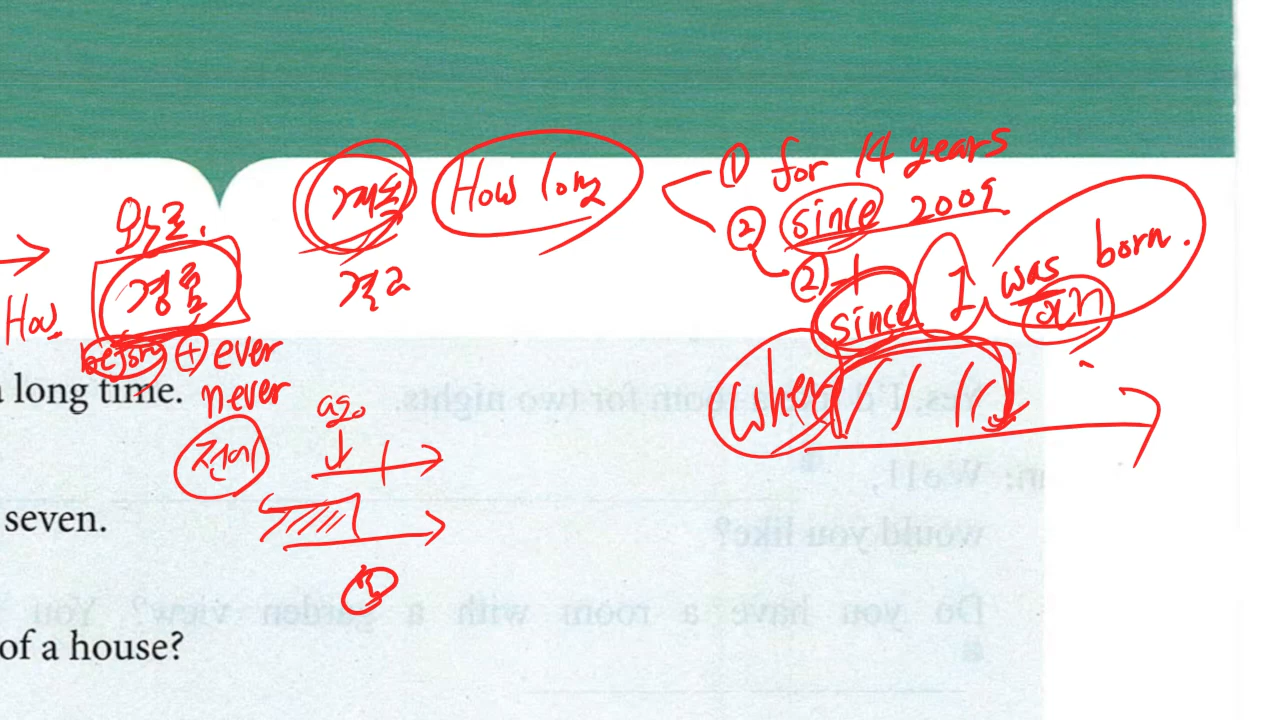 계속 How long
① for 14 years
② since 2009
② + since I was born.
과거
완료.
경험
결과
How
before + ever
never
a long time.
ago
when
전에
seven.
of a house?
Yes, I'd like a room for two nights.
Well,
would you like?
Do you have a room with a garden view? You